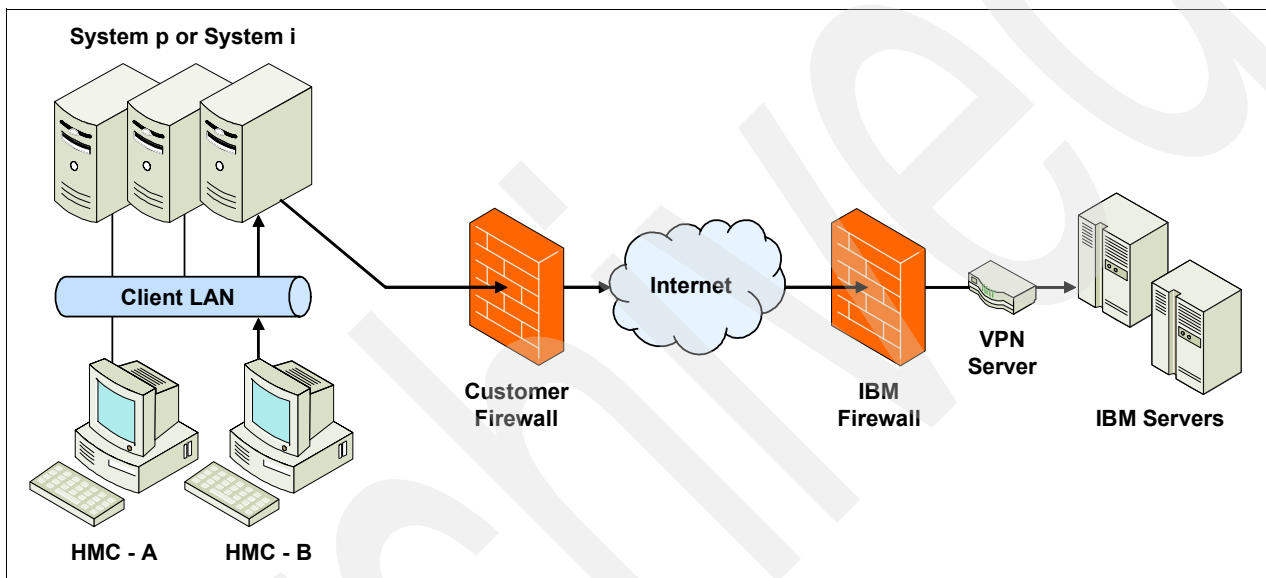 System p or System i
Client LAN
HMC - A
HMC - B
Customer
Firewall
Internet
IBM
Firewall
VPN
Server
IBM Servers